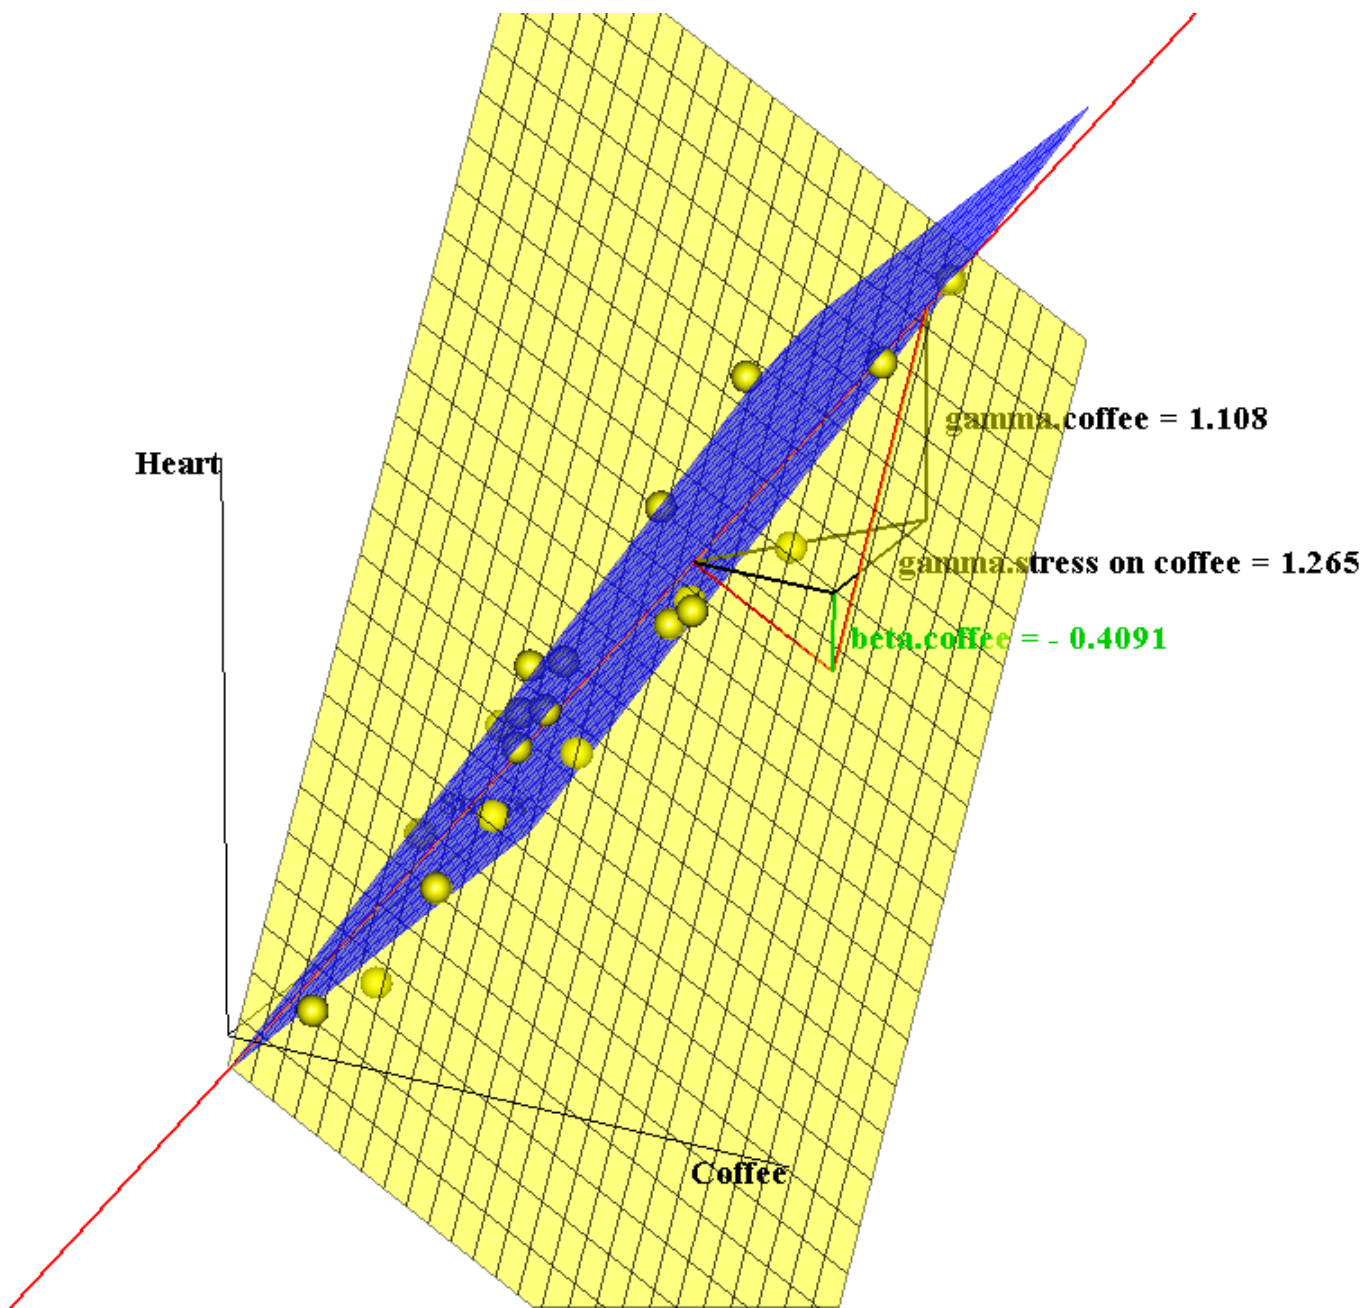 gamma.coffee = 1.108
Heart
gamma.stress on coffee = 1.265
beta.coffee = - 0.4091
Coffee